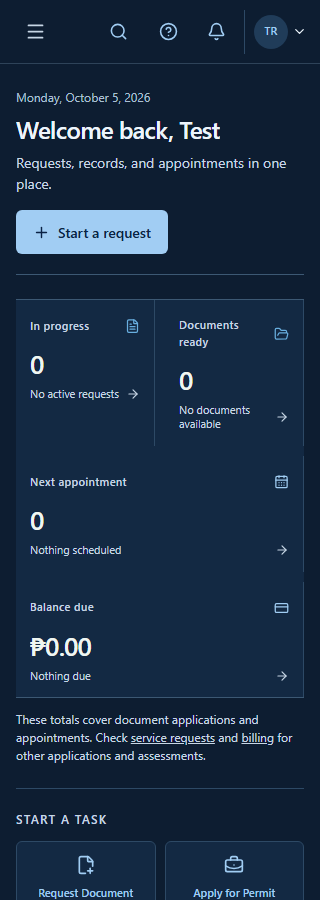 TR
Monday, October 5, 2026
Welcome back, Test
Requests, records, and appointments in one
place.
Start a request
In progress
0
No active requests
Documents
ready
0
No documents
available
Next appointment
0
Nothing scheduled
Balance due
₱0.00
Nothing due
These totals cover document applications and
appointments. Check service requests and billing for
other applications and assessments.
START A TASK
Request Document
Apply for Permit